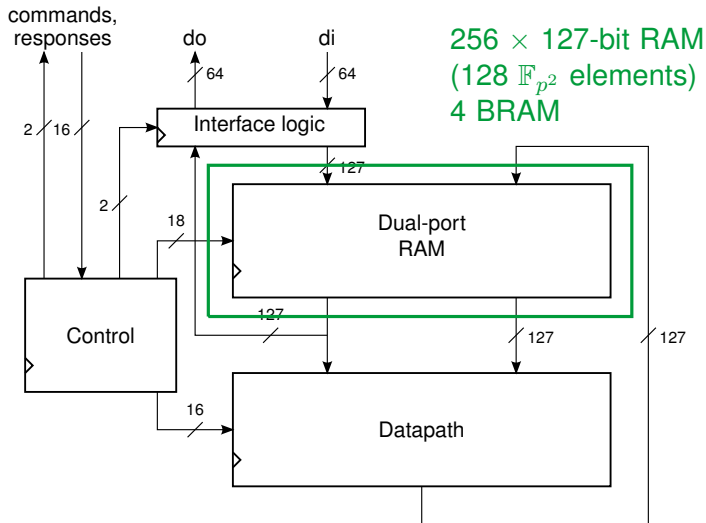 commands,
responses
do
di
256 × 127-bit RAM
(128 𝔽p² elements)
4 BRAM
64
64
2
16
Interface logic
127
2
18
Dual-port
RAM
127
127
127
Control
16
Datapath